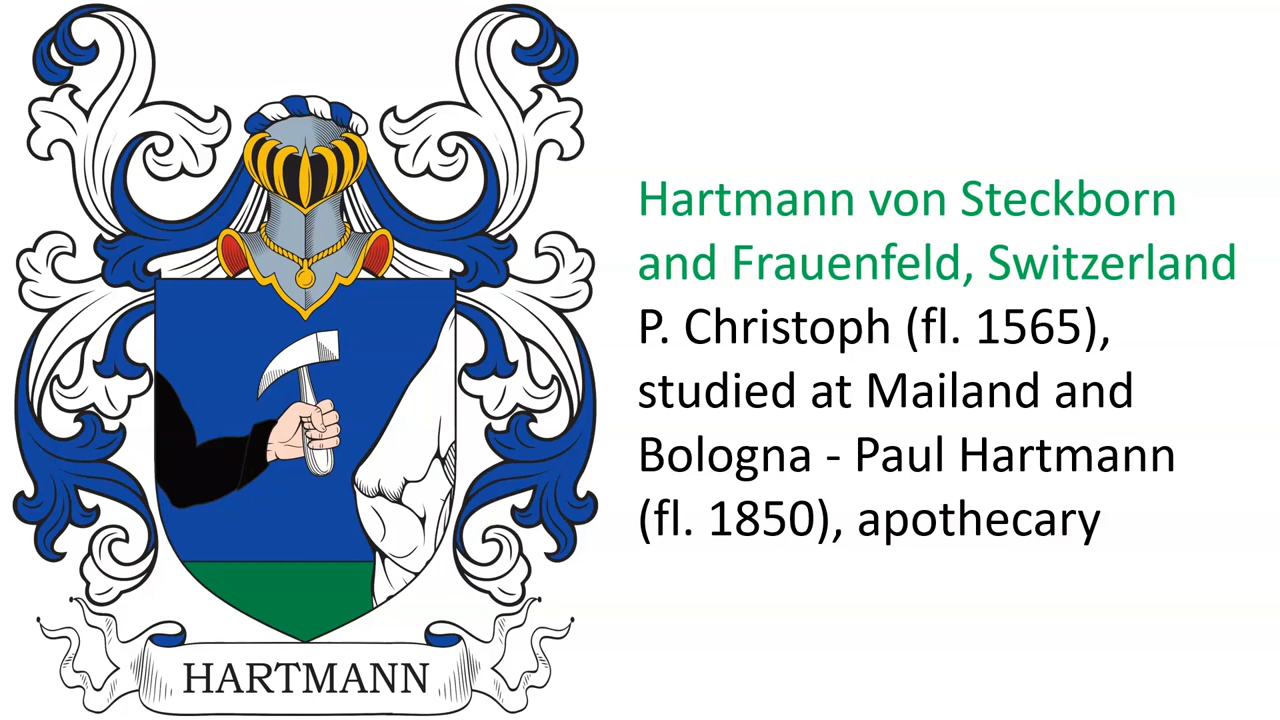 HARTMANN
Hartmann von Steckborn
and Frauenfeld, Switzerland
P. Christoph (fl. 1565),
studied at Mailand and
Bologna - Paul Hartmann
(fl. 1850), apothecary